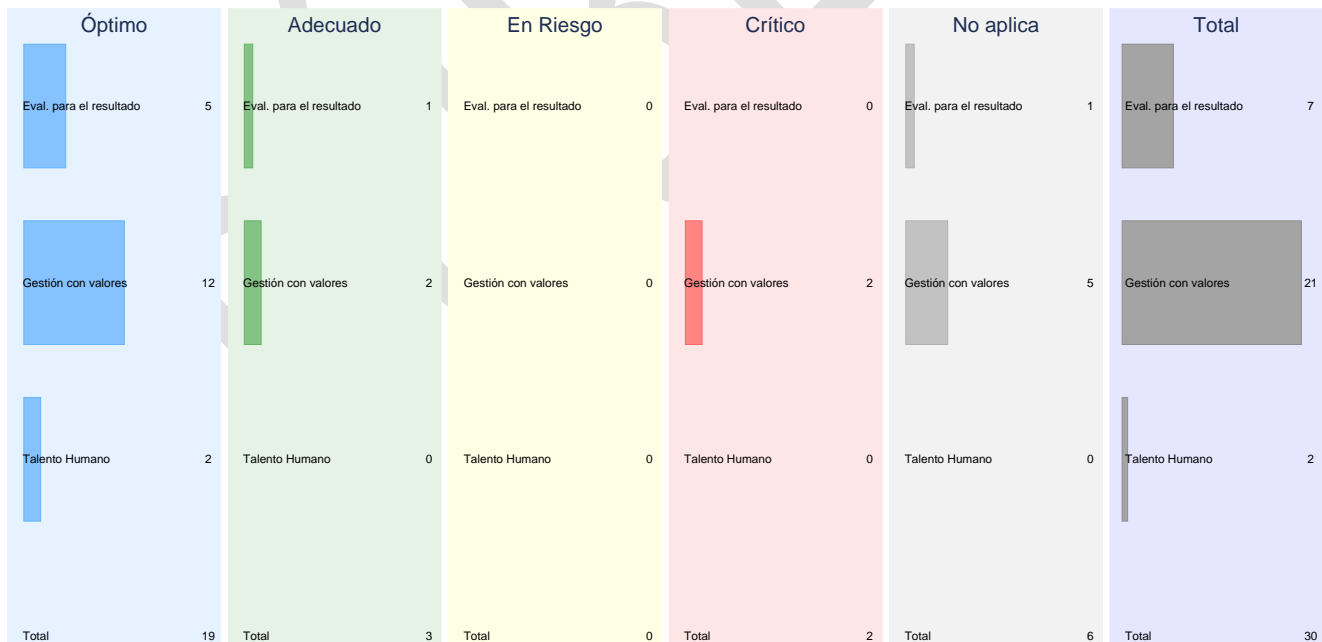 Óptimo Adecuado En Riesgo Crítico No aplica Total
Eval. para el resultado 5 Eval. para el resultado 1 Eval. para el resultado 0 Eval. para el resultado 0 Eval. para el resultado 1 Eval. para el resultado 7
Gestión con valores 12 Gestión con valores 2 Gestión con valores 0 Gestión con valores 2 Gestión con valores 5 Gestión con valores 21
Talento Humano 2 Talento Humano 0 Talento Humano 0 Talento Humano 0 Talento Humano 0 Talento Humano 2
Total 19 Total 3 Total 0 Total 2 Total 6 Total 30